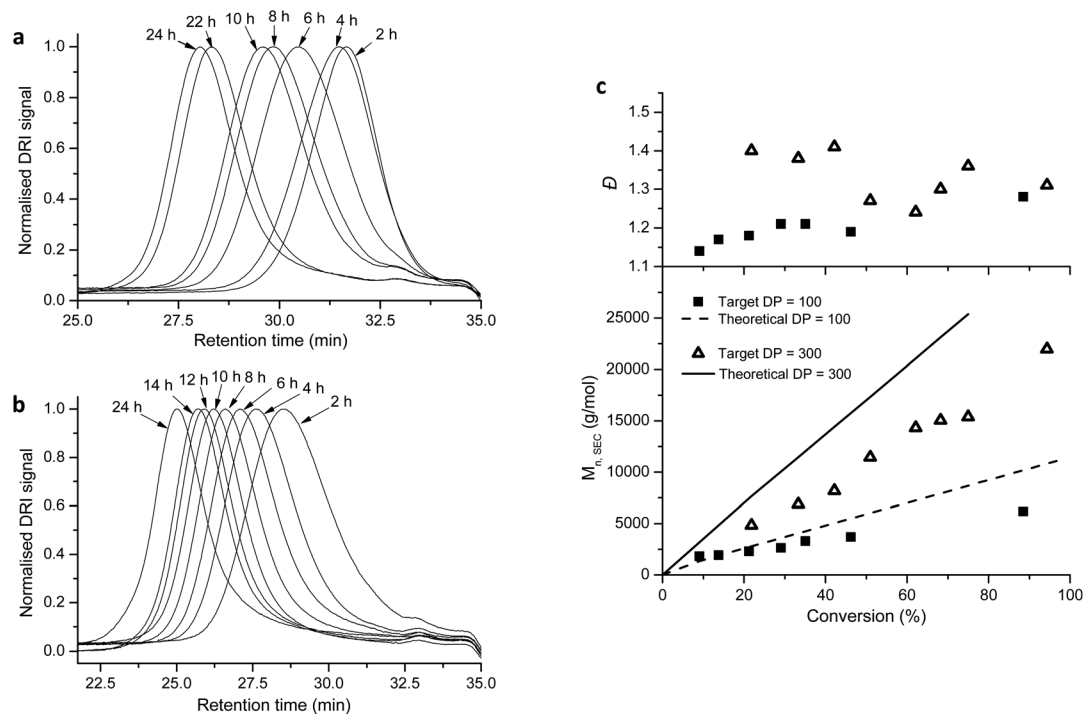 a
24 h
22 h
10 h
8 h
6 h
4 h
2 h
Normalised DRI signal
1.0
0.8
0.6
0.4
0.2
0.0
25.0 27.5 30.0 32.5 35.0
Retention time (min)
b
24 h
14 h
12 h
10 h
8 h
6 h
4 h
2 h
Normalised DRI signal
1.0
0.8
0.6
0.4
0.2
0.0
22.5 25.0 27.5 30.0 32.5 35.0
Retention time (min)
c
Đ
1.5
1.4
1.3
1.2
1.1
Target DP = 100
Theoretical DP = 100
Target DP = 300
Theoretical DP = 300
Mn, SEC (g/mol)
25000
20000
15000
10000
5000
0
0 20 40 60 80 100
Conversion (%)